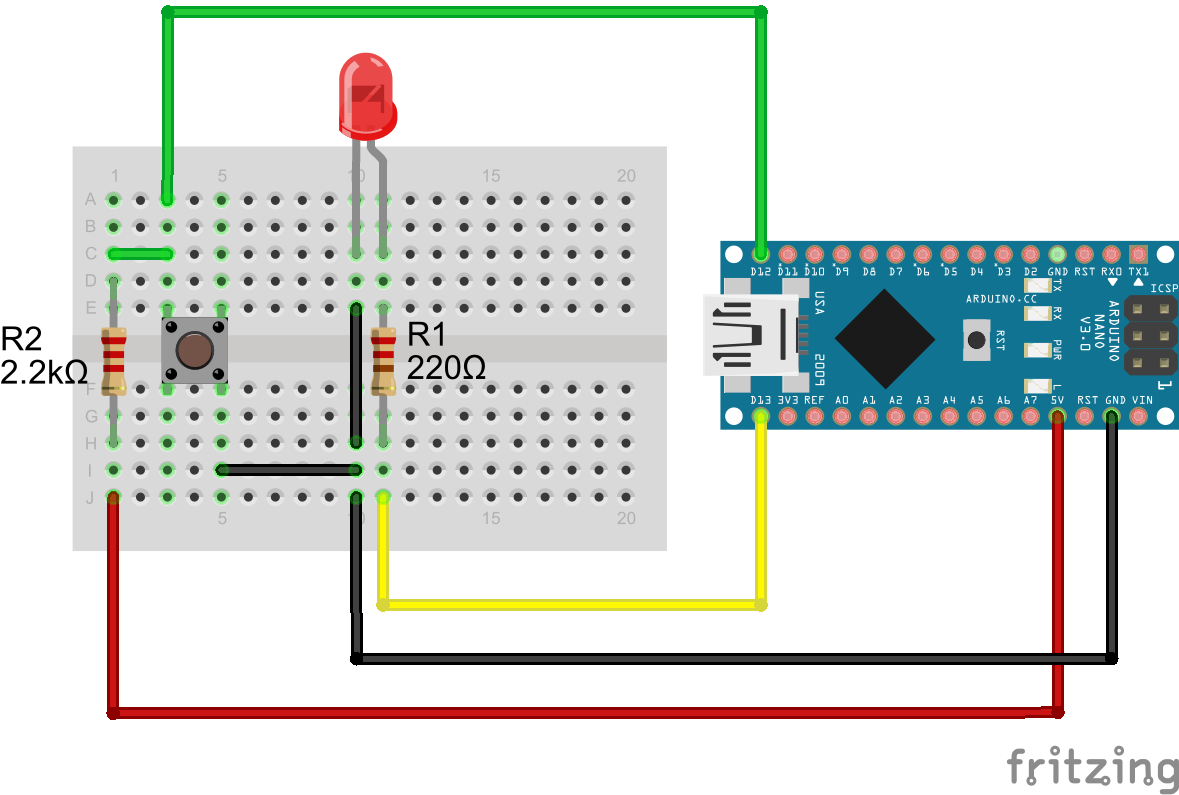 1 5 10 15 20
A
B
C
D
E
F
G
H
I
J
5 10 15 20
R2
2.2kΩ
R1
220Ω
D12 D11 D10 D9 D8 D7 D6 D5 D4 D3 D2 GND RST RX0 TX1
TX
RX
PWR
L
USA
2009
ARDUINO.CC
RST
ICSP
ARDUINO
NANO
V3.0
1
D13 3V3 REF A0 A1 A2 A3 A4 A5 A6 A7 5V RST GND VIN
fritzing